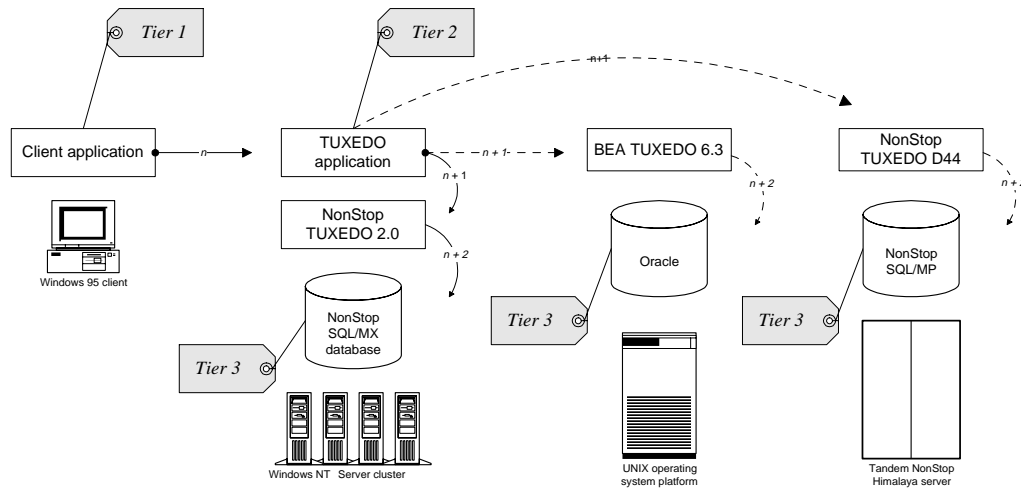 Tier 1
Tier 2
n+1
Client application
n
TUXEDO
application
n + 1
BEA TUXEDO 6.3
NonStop
TUXEDO D44
n + 1
n + 2
n + 2
NonStop
TUXEDO 2.0
n + 2
Windows 95 client
Oracle
NonStop
SQL/MP
NonStop
SQL/MX
database
Tier 3
Tier 3
Tier 3
Windows NT Server cluster
UNIX operating
system platform
Tandem NonStop
Himalaya server